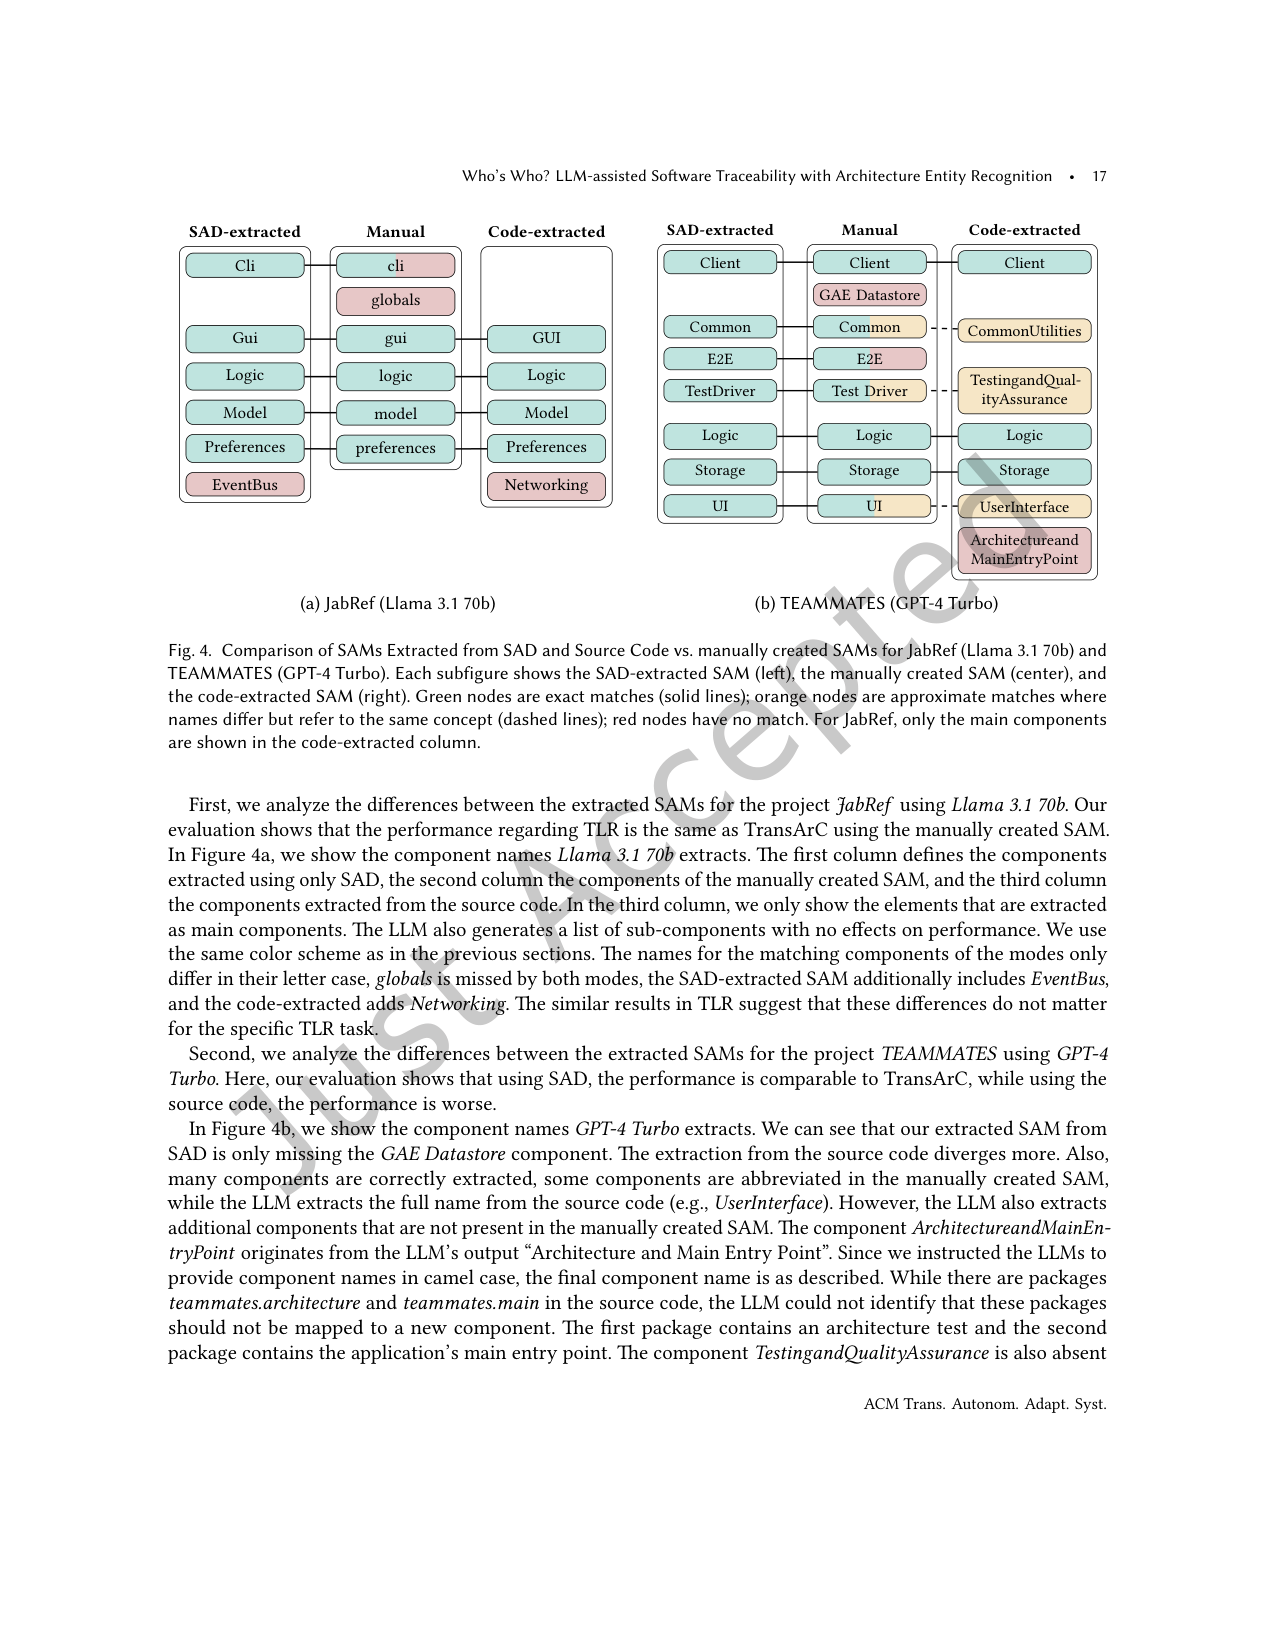 Who's Who? LLM-assisted Software Traceability with Architecture Entity Recognition • 17
SAD-extracted Manual Code-extracted
Cli cli
globals
Gui gui GUI
Logic logic Logic
Model model Model
Preferences preferences Preferences
EventBus Networking
(a) JabRef (Llama 3.1 70b)
SAD-extracted Manual Code-extracted
Client Client Client
GAE Datastore
Common Common CommonUtilities
E2E E2E
TestDriver Test Driver TestingandQual-
ityAssurance
Logic Logic Logic
Storage Storage Storage
UI UI UserInterface
Architectureand
MainEntryPoint
(b) TEAMMATES (GPT-4 Turbo)
Fig. 4. Comparison of SAMs Extracted from SAD and Source Code vs. manually created SAMs for JabRef (Llama 3.1 70b) and
TEAMMATES (GPT-4 Turbo). Each subfigure shows the SAD-extracted SAM (left), the manually created SAM (center), and
the code-extracted SAM (right). Green nodes are exact matches (solid lines); orange nodes are approximate matches where
names differ but refer to the same concept (dashed lines); red nodes have no match. For JabRef, only the main components
are shown in the code-extracted column.
First, we analyze the differences between the extracted SAMs for the project JabRef using Llama 3.1 70b. Our
evaluation shows that the performance regarding TLR is the same as TransArC using the manually created SAM.
In Figure 4a, we show the component names Llama 3.1 70b extracts. The first column defines the components
extracted using only SAD, the second column the components of the manually created SAM, and the third column
the components extracted from the source code. In the third column, we only show the elements that are extracted
as main components. The LLM also generates a list of sub-components with no effects on performance. We use
the same color scheme as in the previous sections. The names for the matching components of the modes only
differ in their letter case, globals is missed by both modes, the SAD-extracted SAM additionally includes EventBus,
and the code-extracted adds Networking. The similar results in TLR suggest that these differences do not matter
for the specific TLR task.
Second, we analyze the differences between the extracted SAMs for the project TEAMMATES using GPT-4
Turbo. Here, our evaluation shows that using SAD, the performance is comparable to TransArC, while using the
source code, the performance is worse.
In Figure 4b, we show the component names GPT-4 Turbo extracts. We can see that our extracted SAM from
SAD is only missing the GAE Datastore component. The extraction from the source code diverges more. Also,
many components are correctly extracted, some components are abbreviated in the manually created SAM,
while the LLM extracts the full name from the source code (e.g., UserInterface). However, the LLM also extracts
additional components that are not present in the manually created SAM. The component ArchitectureandMainEn-
tryPoint originates from the LLM's output "Architecture and Main Entry Point". Since we instructed the LLMs to
provide component names in camel case, the final component name is as described. While there are packages
teammates.architecture and teammates.main in the source code, the LLM could not identify that these packages
should not be mapped to a new component. The first package contains an architecture test and the second
package contains the application's main entry point. The component TestingandQualityAssurance is also absent
ACM Trans. Autonom. Adapt. Syst.
Just Accepted